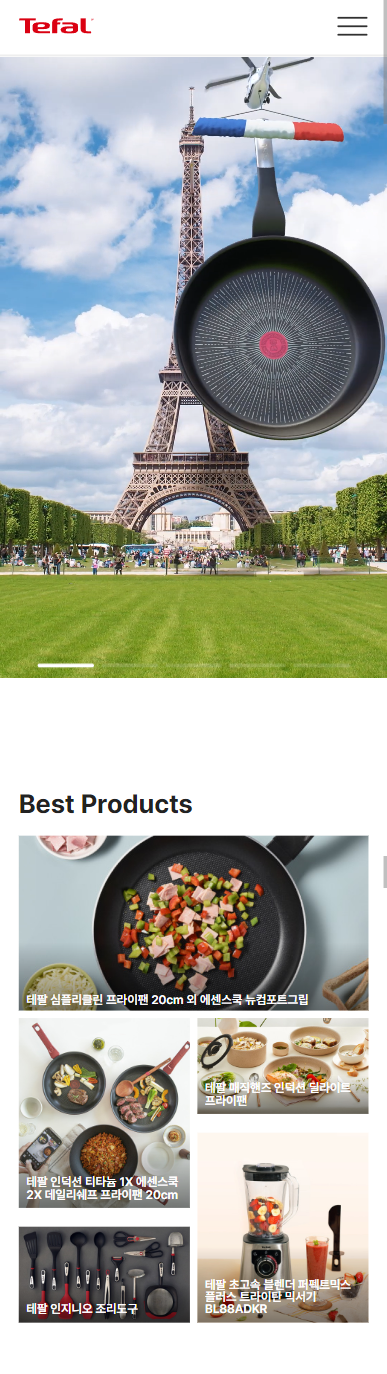 Tefal
Best Products
테팔 심플리클린 프라이팬 20cm 외 에센스쿡 뉴컴포트그립
테팔 인덕션 티타늄 1X 에센스쿡
2X 데일리쉐프 프라이팬 20cm
테팔 매직핸즈 인덕션 딜라이트
프라이팬
테팔 인지니오 조리도구
테팔 초고속 블렌더 퍼펙트믹스
플러스 트라이탄 믹서기
BL88ADKR